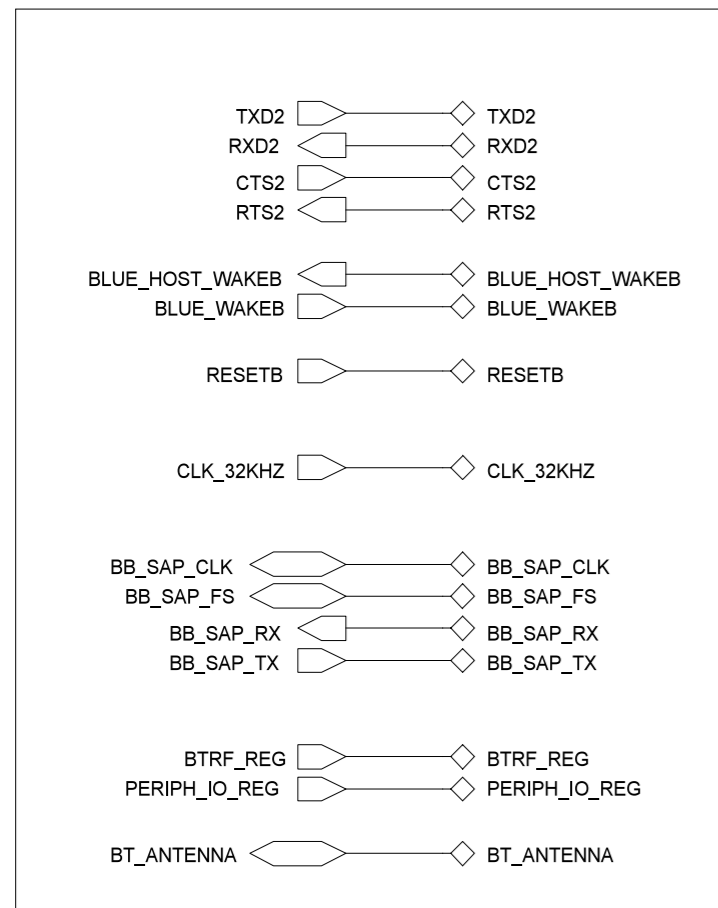 TXD2 TXD2
RXD2 RXD2
CTS2 CTS2
RTS2 RTS2
BLUE_HOST_WAKEB BLUE_HOST_WAKEB
BLUE_WAKEB BLUE_WAKEB
RESETB RESETB
CLK_32KHZ CLK_32KHZ
BB_SAP_CLK BB_SAP_CLK
BB_SAP_FS BB_SAP_FS
BB_SAP_RX BB_SAP_RX
BB_SAP_TX BB_SAP_TX
BTRF_REG BTRF_REG
PERIPH_IO_REG PERIPH_IO_REG
BT_ANTENNA BT_ANTENNA